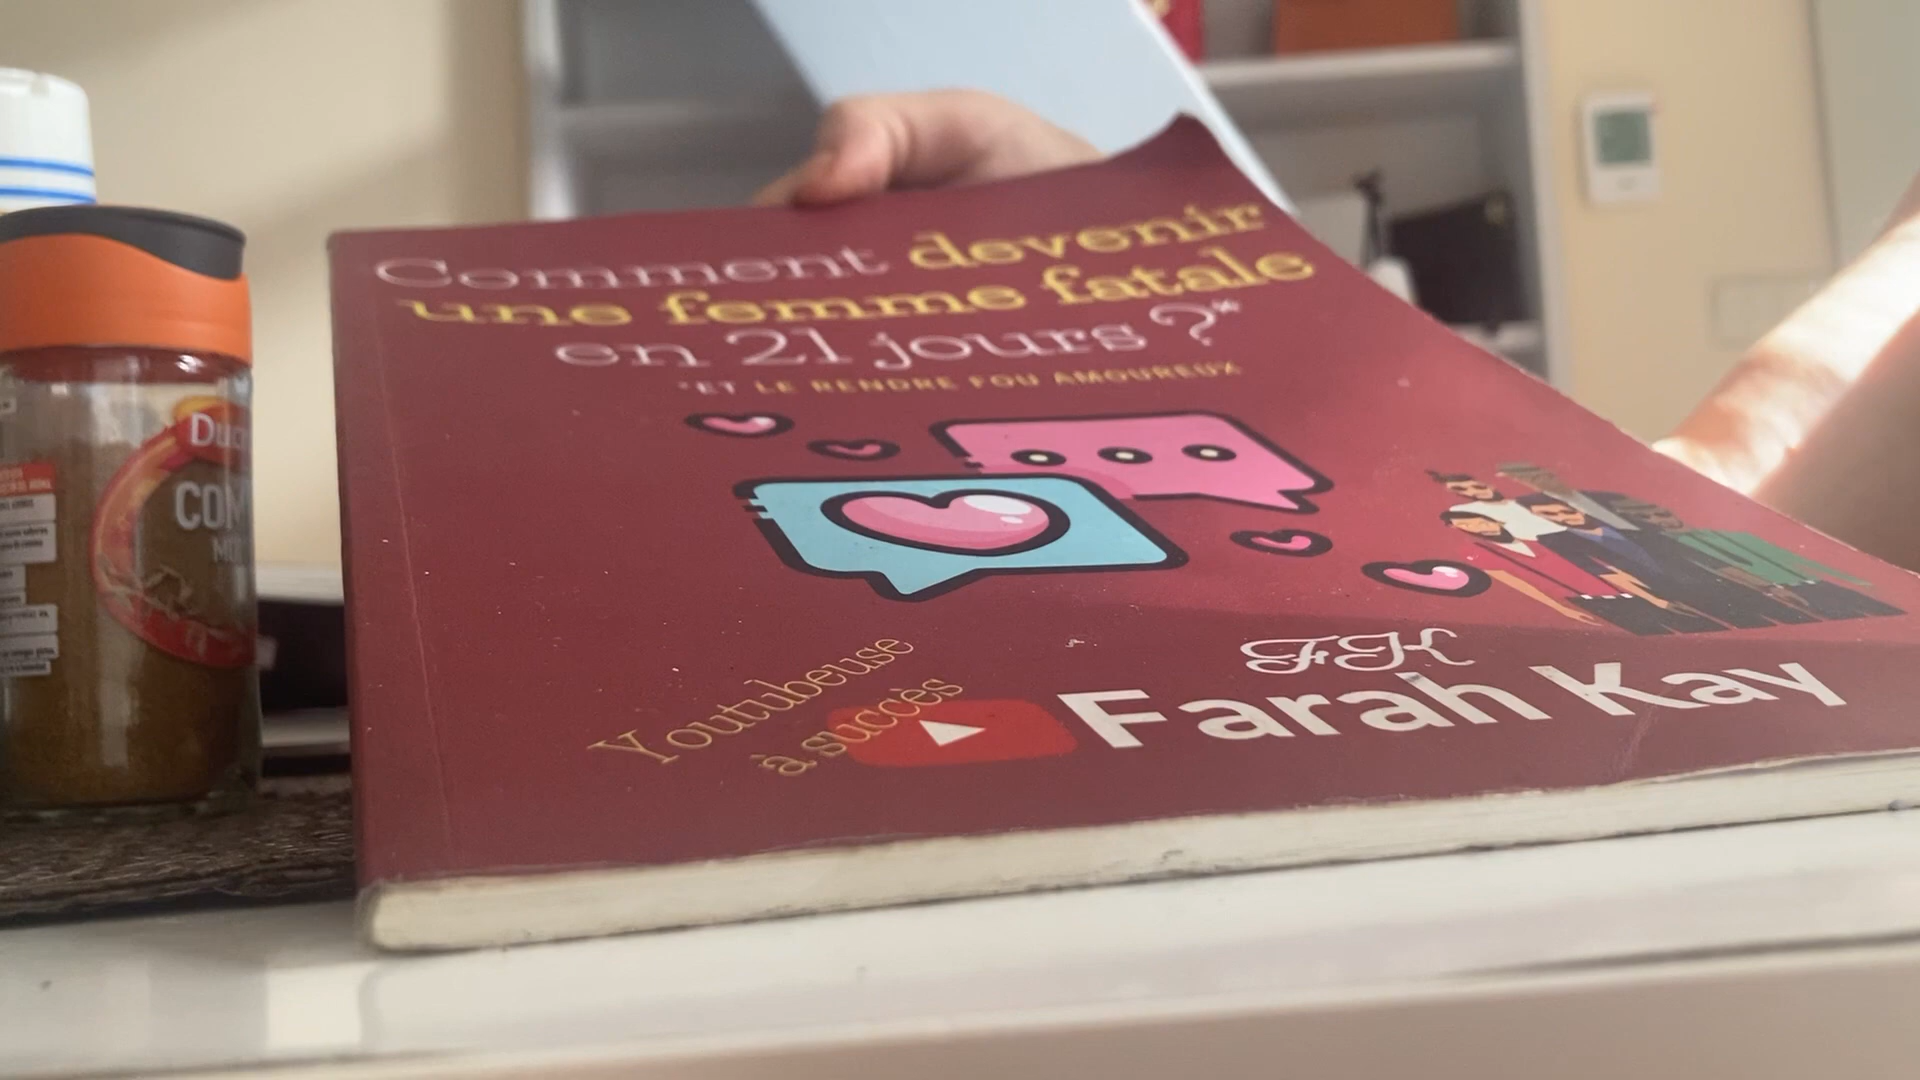 Comment devenir
une femme fatale
en 21 jours ?*
*ET LE RENDRE FOU AMOUREUX
Youtubeuse
à succès
FK
Farah Kay